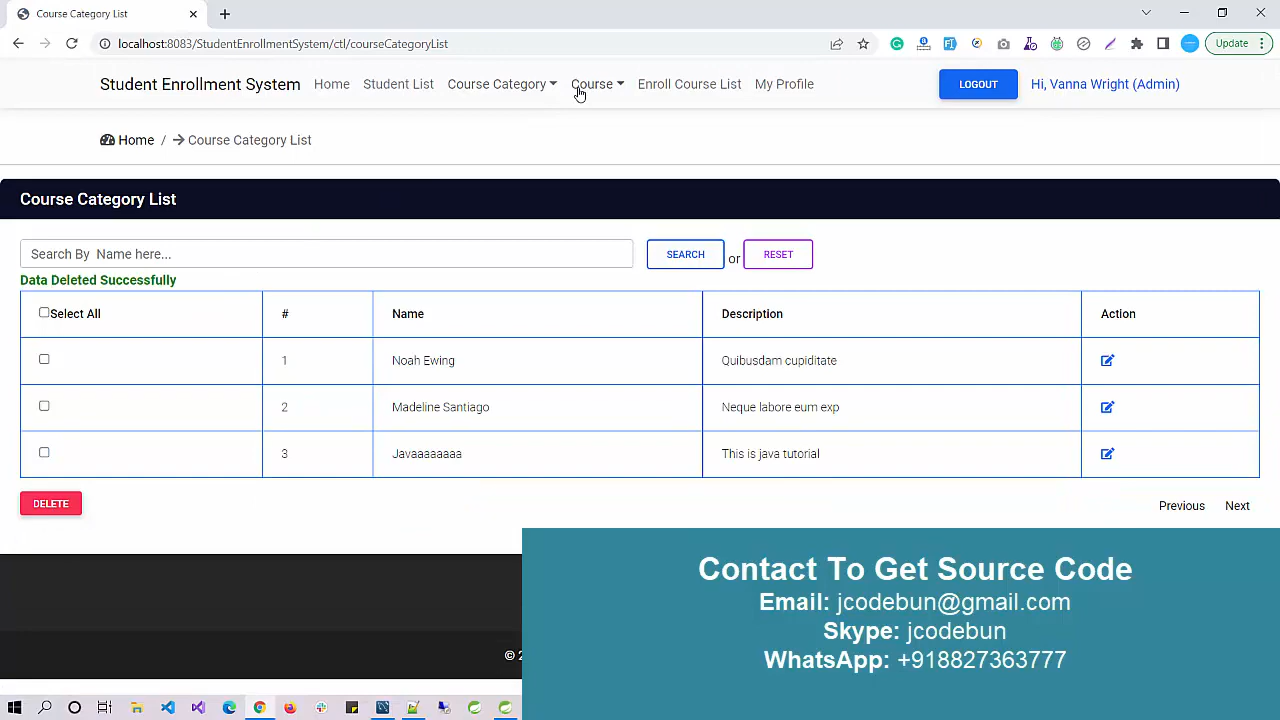 Course Category List
localhost:8083/StudentEnrollmentSystem/ctl/courseCategoryList
Update
Student Enrollment System Home Student List Course Category Course Enroll Course List My Profile LOGOUT Hi, Vanna Wright (Admin)
Home / Course Category List
Course Category List
Search By Name here... SEARCH or RESET
Data Deleted Successfully
Select All # Name Description Action
1 Noah Ewing Quibusdam cupiditate
2 Madeline Santiago Neque labore eum exp
3 Javaaaaaaaa This is java tutorial
DELETE Previous Next
Contact To Get Source Code
Email: jcodebun@gmail.com
Skype: jcodebun
WhatsApp: +918827363777
© 2